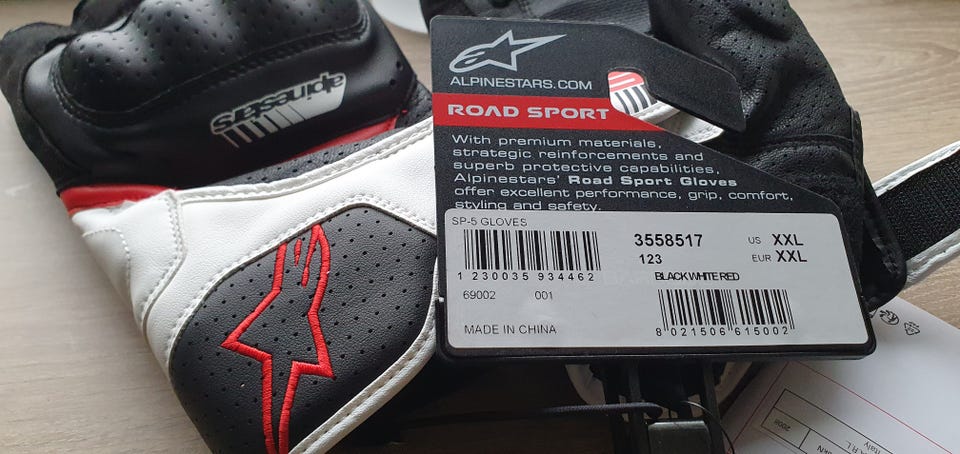 alpinestars
ALPINESTARS.COM
ROAD SPORT
With premium materials,
strategic reinforcements and
superb protective capabilities,
Alpinestars' Road Sport Gloves
offer excellent performance, grip, comfort,
styling and safety.
SP-5 GLOVES
1 230035 934462
3558517
123
US XXL
EUR XXL
BLACK WHITE RED
69002 001
8 021506 615002
MADE IN CHINA
2008
Italy